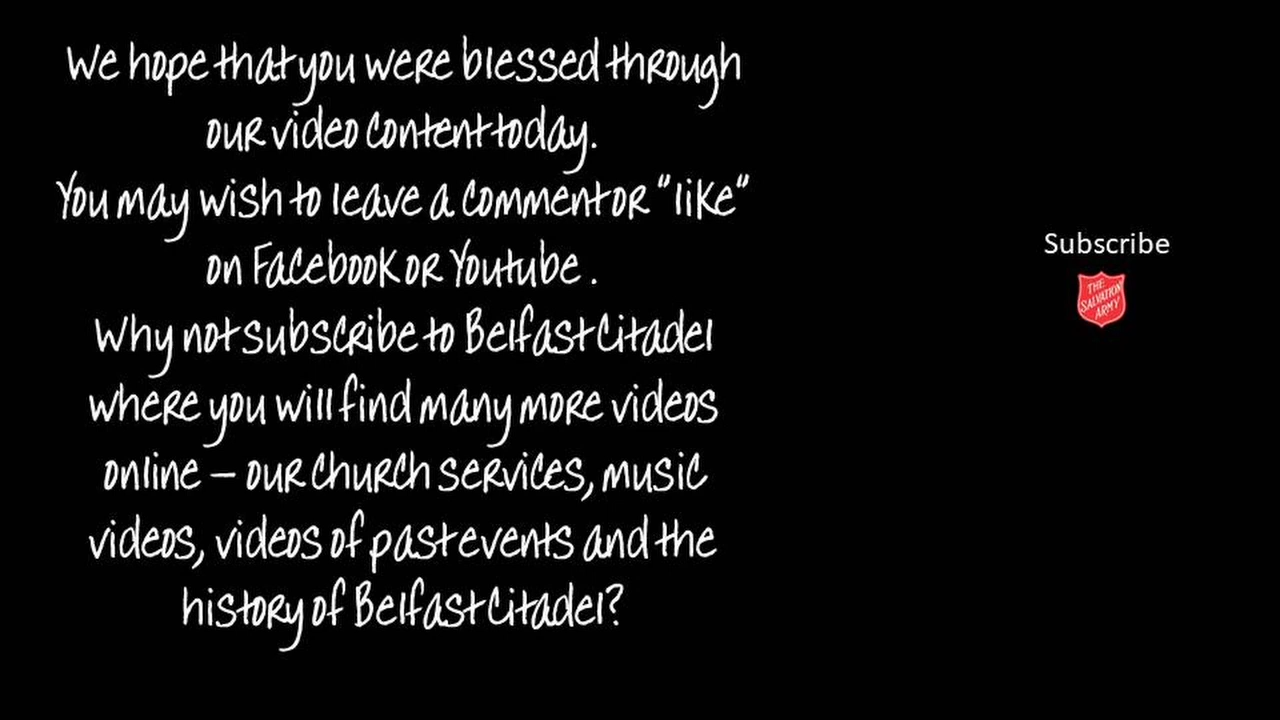 We hope that you were blessed through
our video content today.
You may wish to leave a comment or "like"
on Facebook or Youtube .
Why not subscribe to Belfast Citadel
where you will find many more videos
online – our church services, music
videos, videos of past events and the
history of Belfast Citadel?
Subscribe
THE
SALVATION
ARMY